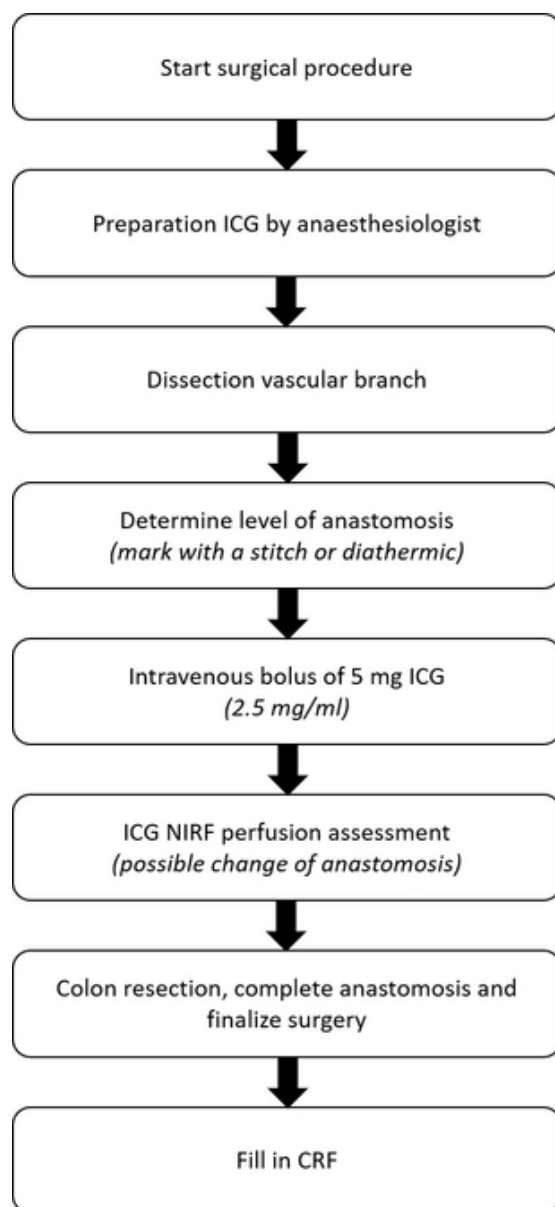 Start surgical procedure
Preparation ICG by anaesthesiologist
Dissection vascular branch
Determine level of anastomosis
(mark with a stitch or diathermic)
Intravenous bolus of 5 mg ICG
(2.5 mg/ml)
ICG NIRF perfusion assessment
(possible change of anastomosis)
Colon resection, complete anastomosis and
finalize surgery
Fill in CRF